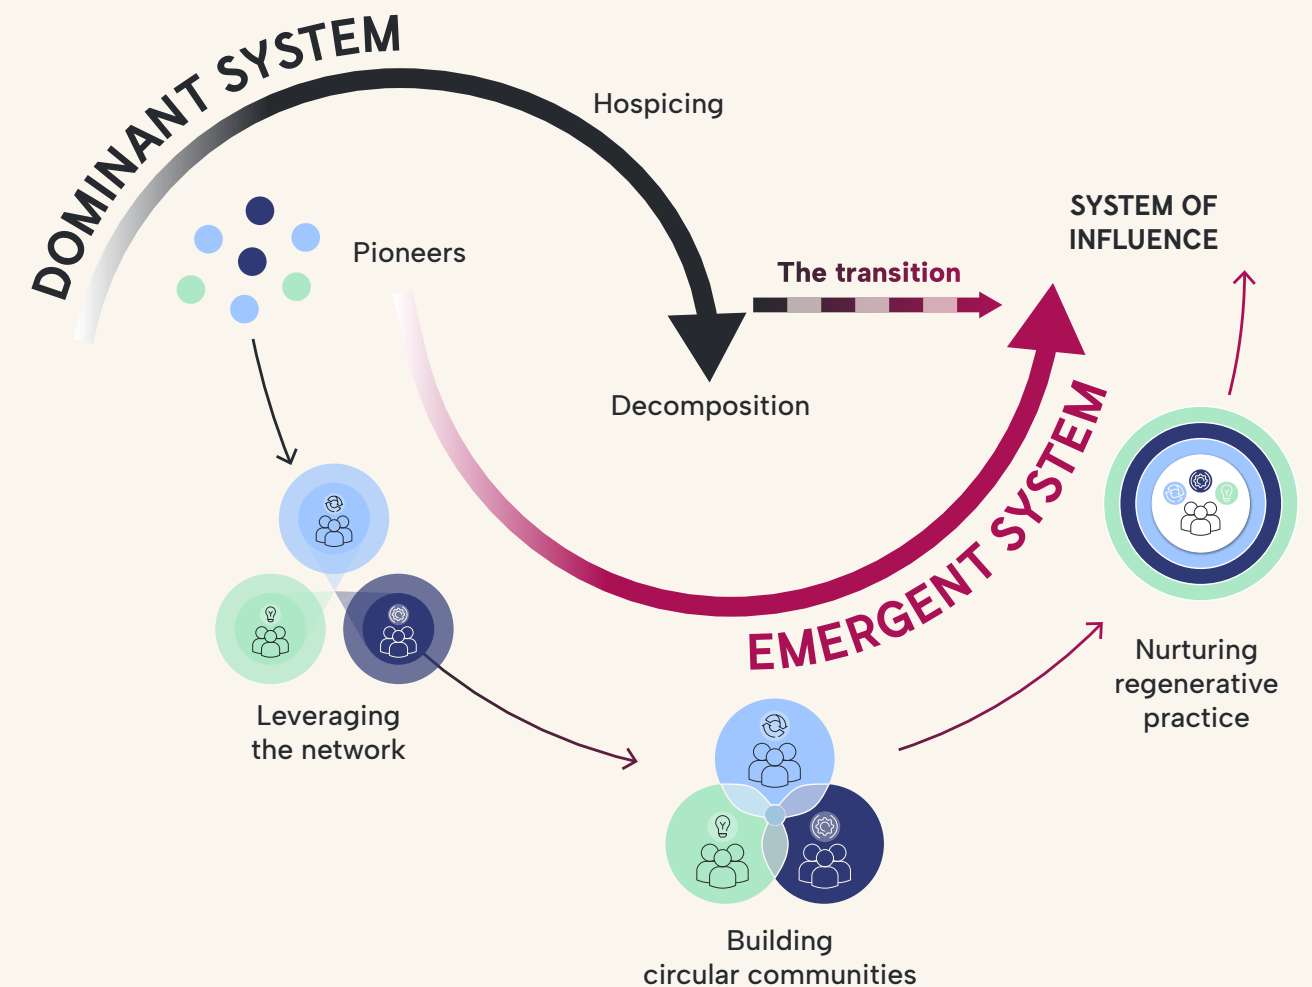 DOMINANT SYSTEM
Hospicing
Pioneers
SYSTEM OF
INFLUENCE
The transition
Decomposition
EMERGENT SYSTEM
Leveraging
the network
Nurturing
regenerative
practice
Building
circular communities